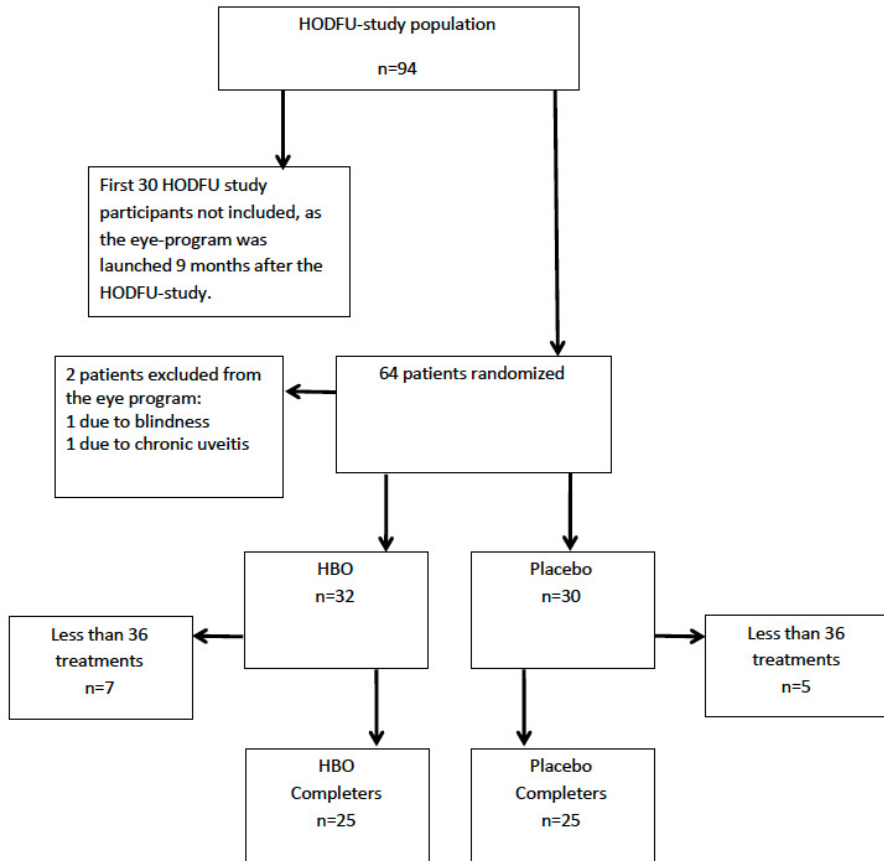 HODFU-study population
n=94
First 30 HODFU study
participants not included, as
the eye-program was
launched 9 months after the
HODFU-study.
2 patients excluded from
the eye program:
1 due to blindness
1 due to chronic uveitis
64 patients randomized
HBO
n=32
Placebo
n=30
Less than 36
treatments
n=7
Less than 36
treatments
n=5
HBO
Completers
n=25
Placebo
Completers
n=25